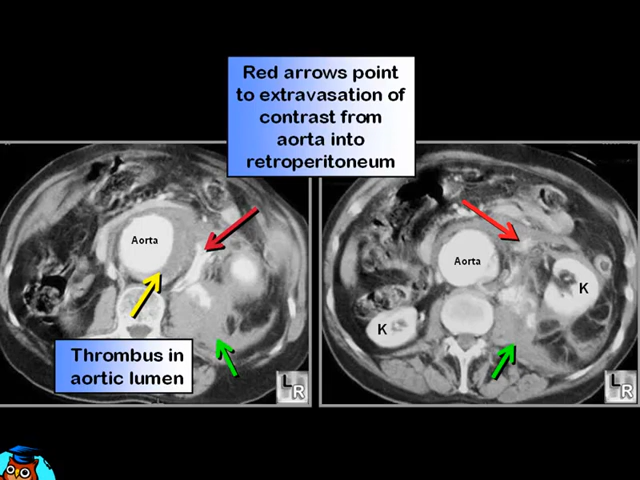 Red arrows point
to extravasation of
contrast from
aorta into
retroperitoneum
Aorta
Aorta
K
K
Thrombus in
aortic lumen
L
R
L
R